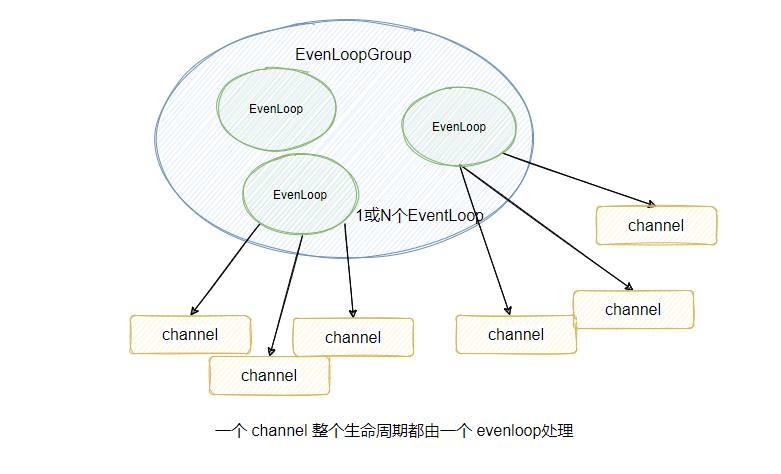 EvenLoopGroup
EvenLoop
EvenLoop
EvenLoop
1或N个EventLoop
channel
channel
channel
channel
channel
channel
一个 channel 整个生命周期都由一个 evenloop处理